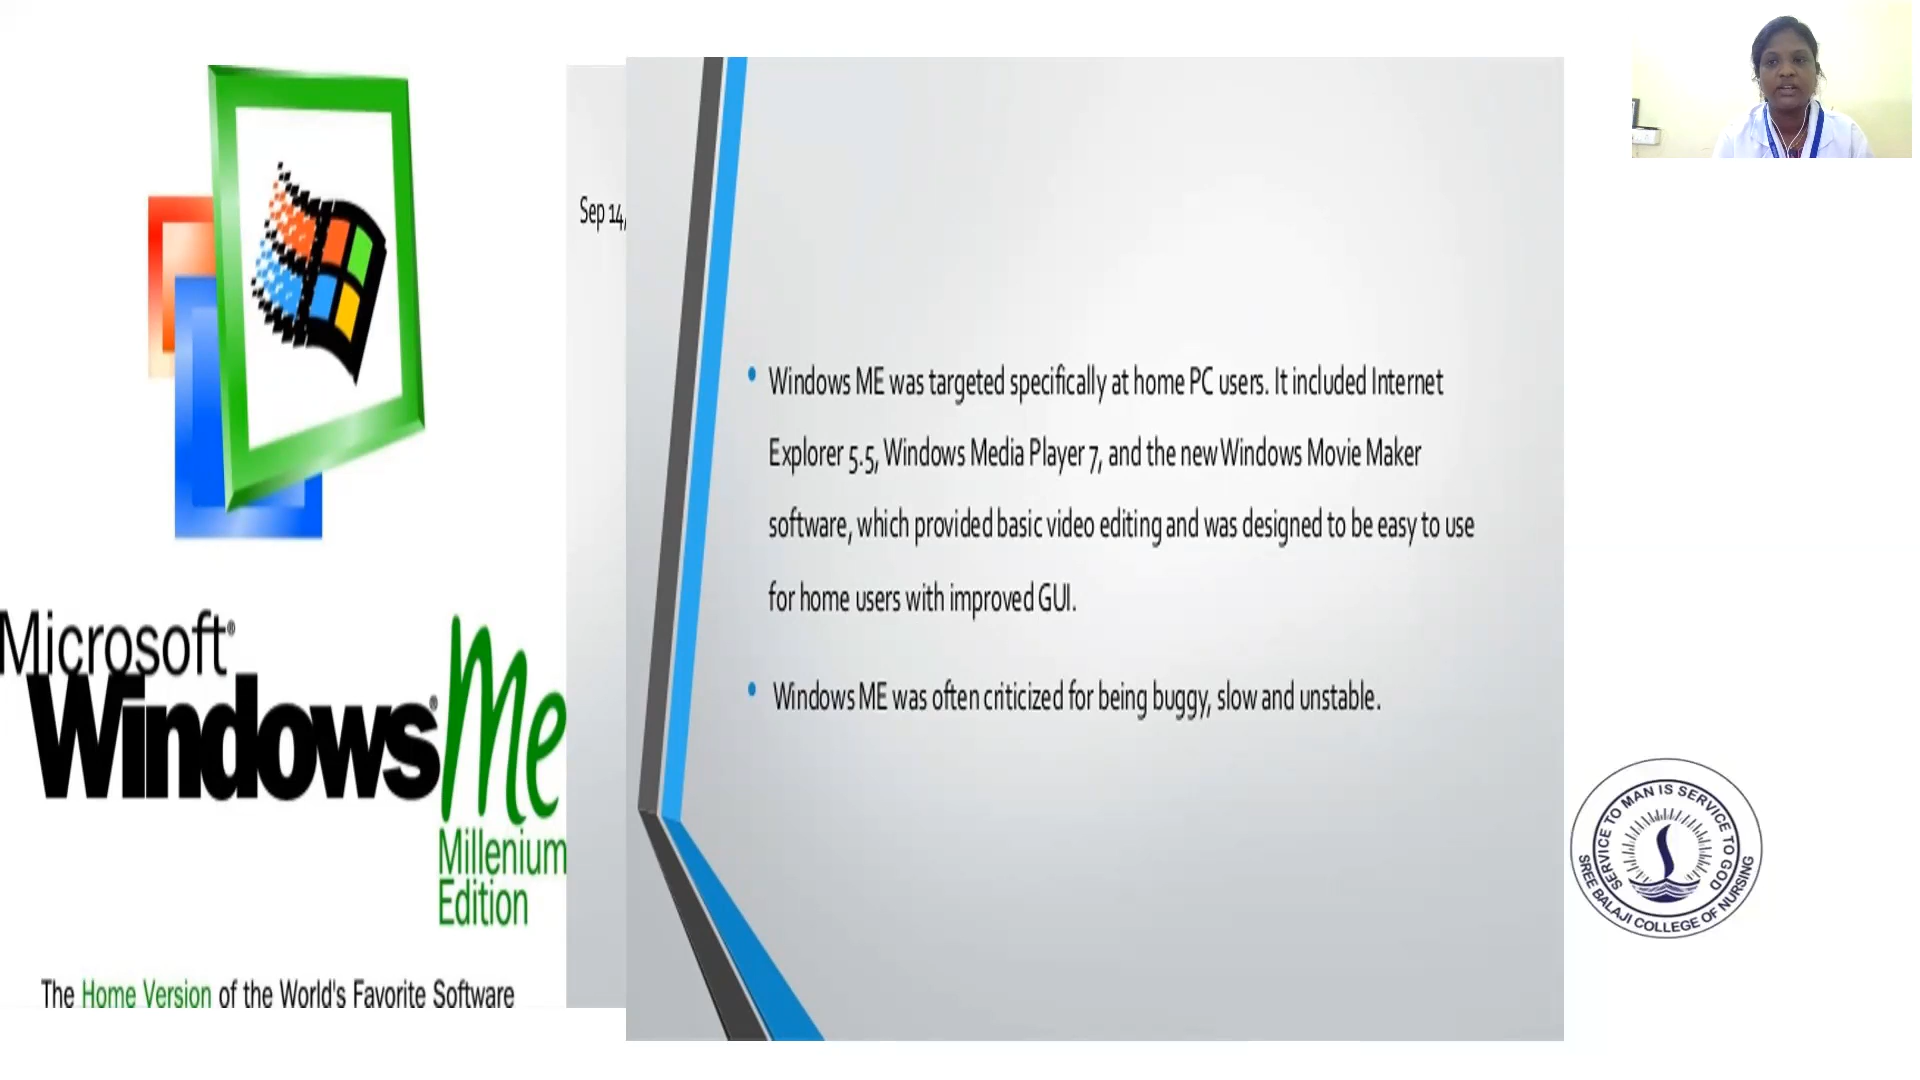 Microsoft®
Windows® Me
Millenium
Edition
The Home Version of the World's Favorite Software
Sep 14,
• Windows ME was targeted specifically at home PC users. It included Internet
Explorer 5.5, Windows Media Player 7, and the new Windows Movie Maker
software, which provided basic video editing and was designed to be easy to use
for home users with improved GUI.
• Windows ME was often criticized for being buggy, slow and unstable.
SERVICE TO MAN IS SERVICE TO GOD
SREE BALAJI COLLEGE OF NURSING